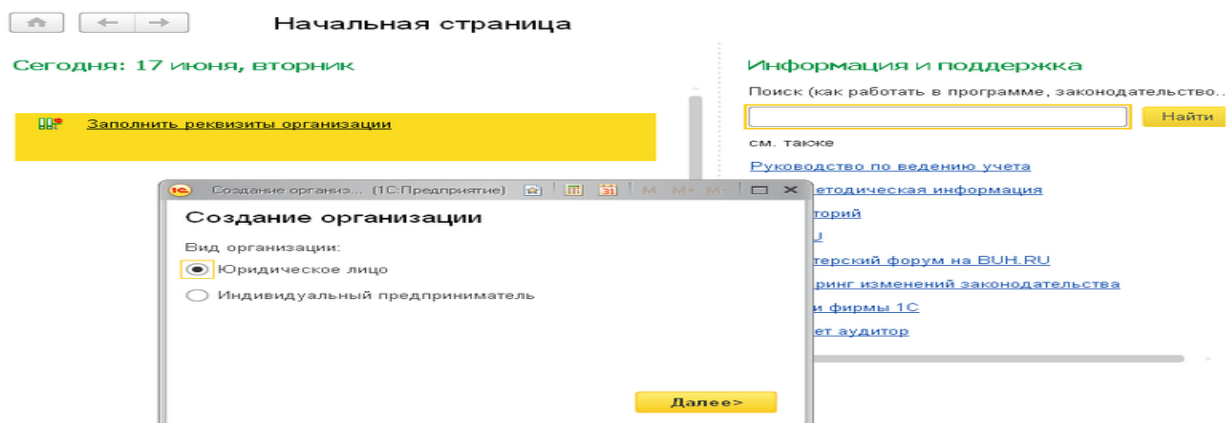 Начальная страница
Сегодня: 17 июня, вторник
Заполнить реквизиты организации
Информация и поддержка
Поиск (как работать в программе, законодательство..
Найти
см. также
Руководство по ведению учета
етодическая информация
торий
U
терский форум на BUH.RU
ринг изменений законодательства
и фирмы 1С
ет аудитор
1С Создание организ... (1С:Предприятие) 31 M M+ M-
Создание организации
Вид организации:
Юридическое лицо
Индивидуальный предприниматель
Далее>